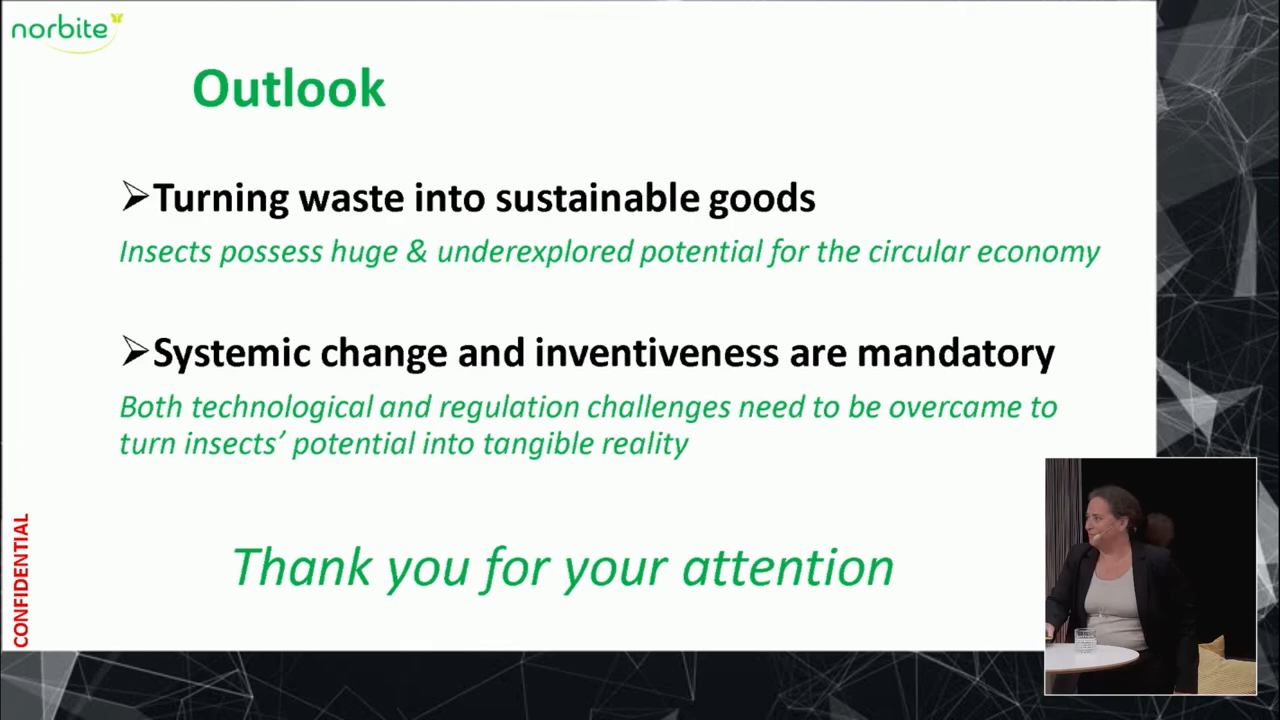 norbite
Outlook
➢Turning waste into sustainable goods
Insects possess huge & underexplored potential for the circular economy
➢Systemic change and inventiveness are mandatory
Both technological and regulation challenges need to be overcame to
turn insects’ potential into tangible reality
CONFIDENTIAL
Thank you for your attention